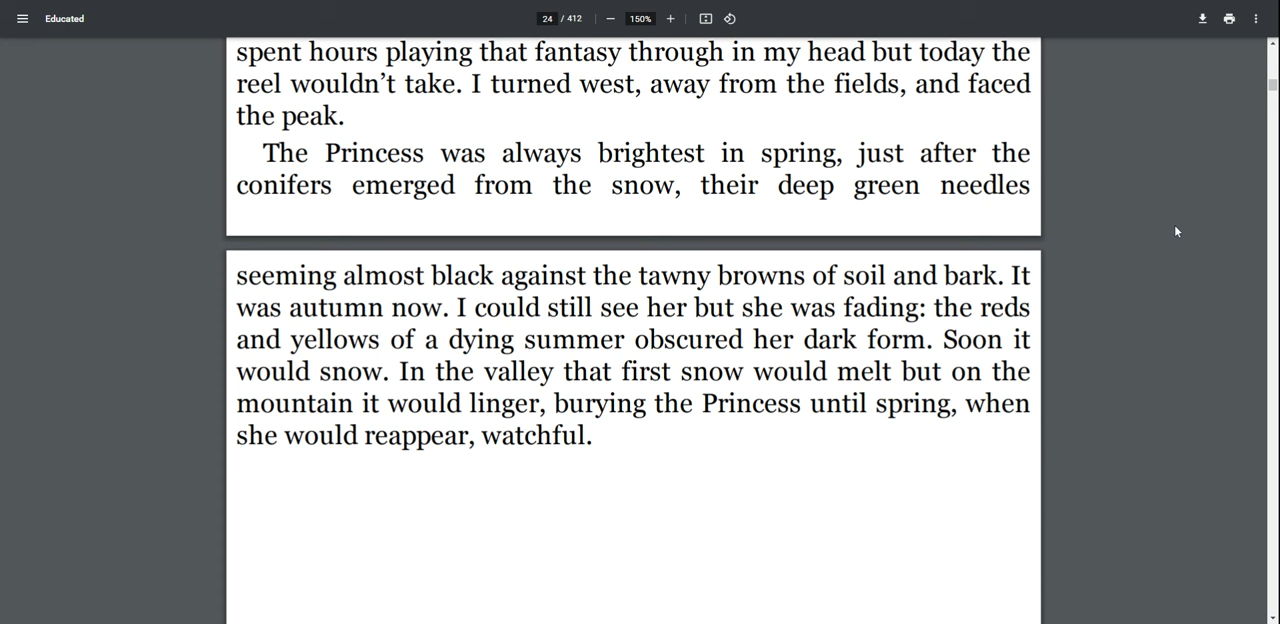 Educated
24 / 412
150%
spent hours playing that fantasy through in my head but today the
reel wouldn’t take. I turned west, away from the fields, and faced
the peak.
The Princess was always brightest in spring, just after the
conifers emerged from the snow, their deep green needles
seeming almost black against the tawny browns of soil and bark. It
was autumn now. I could still see her but she was fading: the reds
and yellows of a dying summer obscured her dark form. Soon it
would snow. In the valley that first snow would melt but on the
mountain it would linger, burying the Princess until spring, when
she would reappear, watchful.